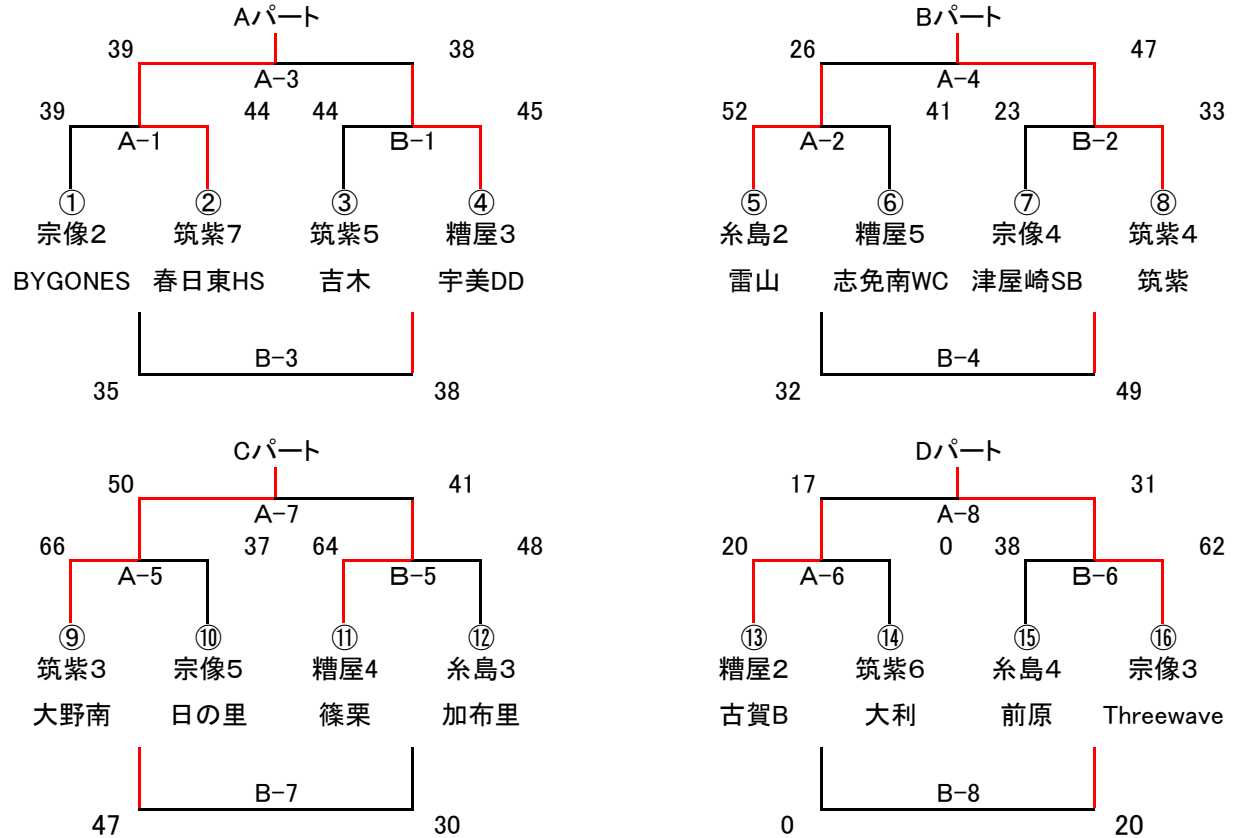 Aパート Bパート
39 38 26 47
A-3 A-4
39 44 44 45 52 41 23 33
A-1 B-1 A-2 B-2
① ② ③ ④ ⑤ ⑥ ⑦ ⑧
宗像2 筑紫7 筑紫5 糟屋3 糸島2 糟屋5 宗像4 筑紫4
BYGONES 春日東HS 吉木 宇美DD 雷山 志免南WC 津屋崎SB 筑紫
B-3 B-4
35 38 32 49
Cパート Dパート
50 41 17 31
A-7 A-8
66 37 64 48 20 0 38 62
A-5 B-5 A-6 B-6
⑨ ⑩ ⑪ ⑫ ⑬ ⑭ ⑮ ⑯
筑紫3 宗像5 糟屋4 糸島3 糟屋2 筑紫6 糸島4 宗像3
大野南 日の里 篠栗 加布里 古賀B 大利 前原 Threewave
B-7 B-8
47 30 0 20